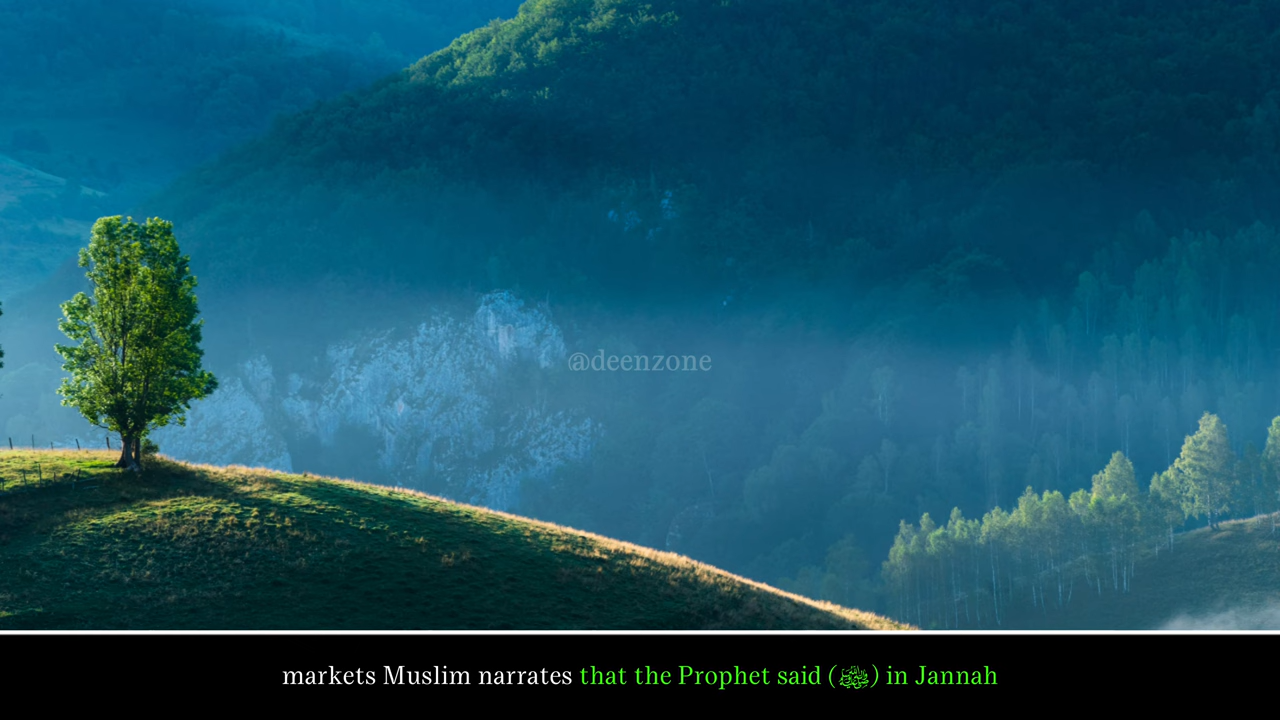 @deenzone
markets Muslim narrates that the Prophet said (ﷺ) in Jannah